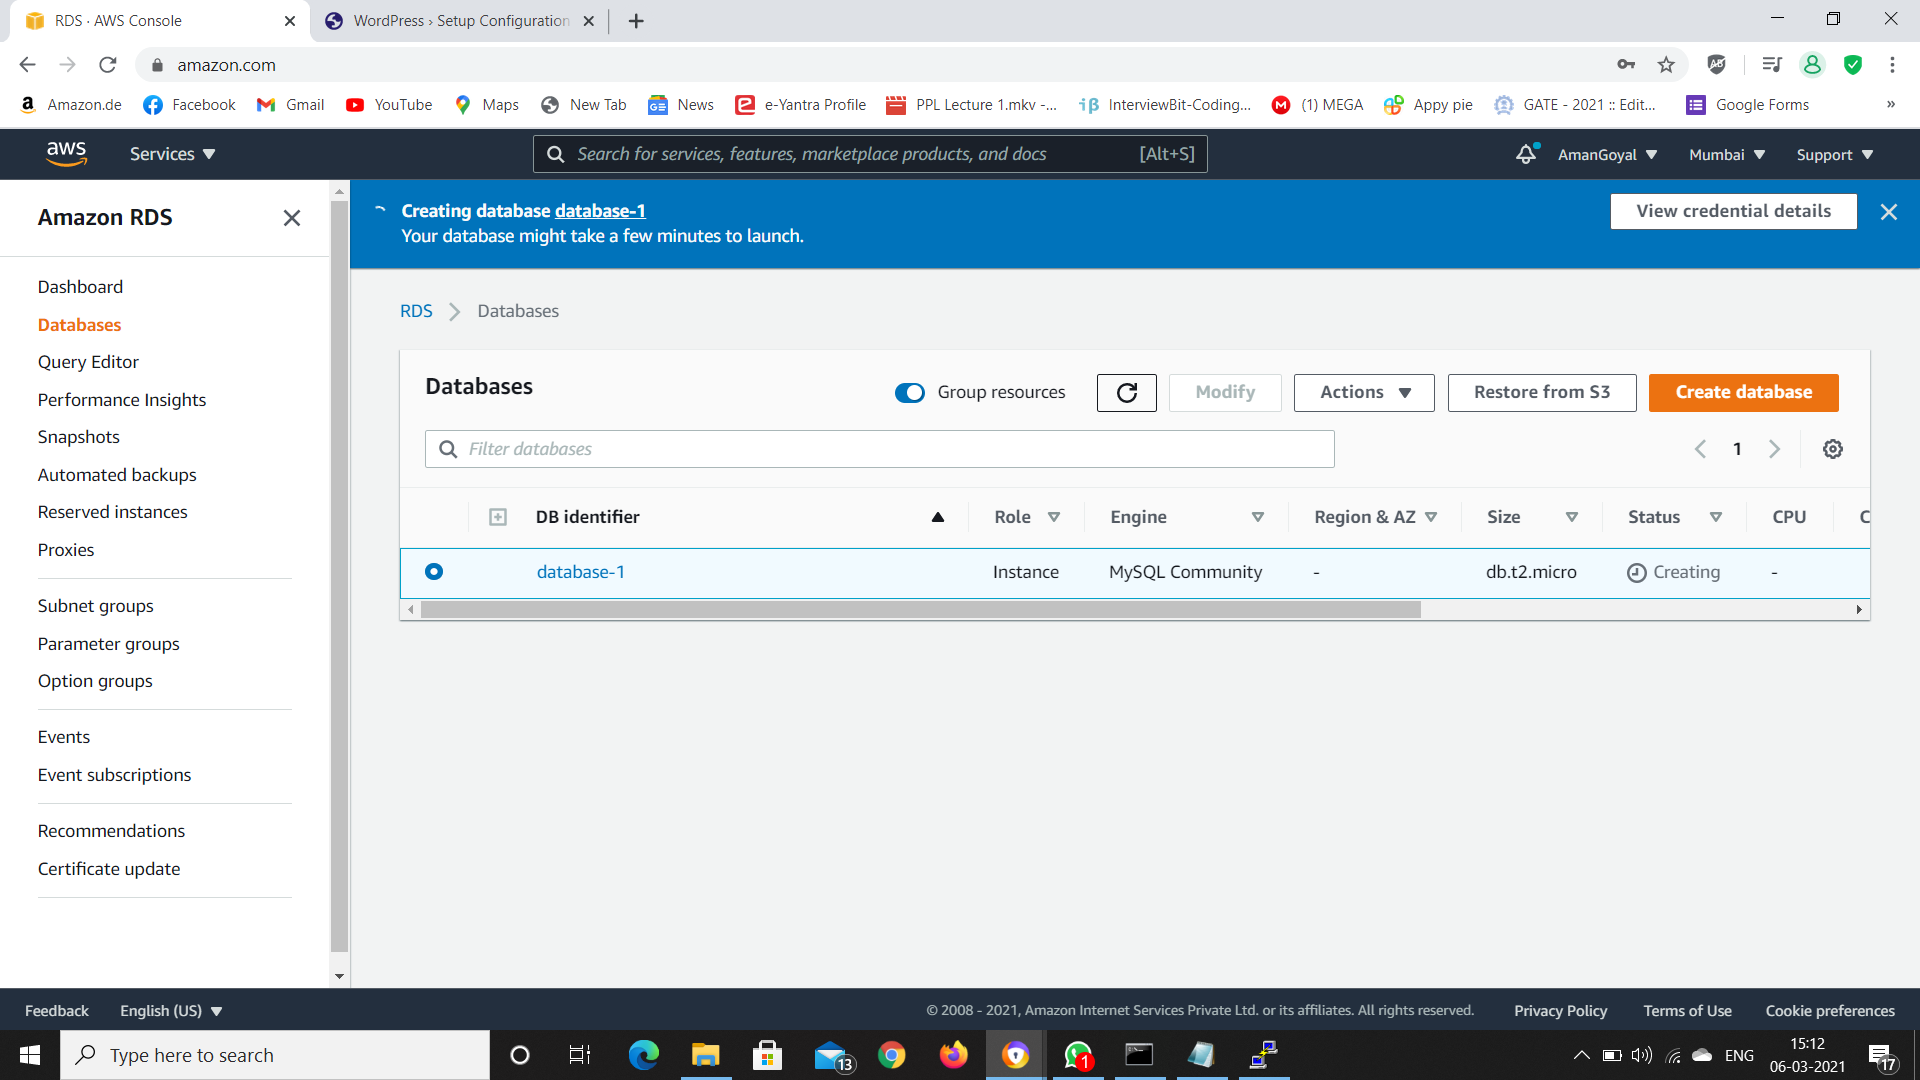 RDS · AWS Console
WordPress › Setup Configuration
amazon.com
Amazon.de
Facebook
Gmail
YouTube
Maps
New Tab
News
e-Yantra Profile
PPL Lecture 1.mkv -...
InterviewBit-Coding...
(1) MEGA
Appy pie
GATE - 2021 :: Edit...
Google Forms
»
aws
Services
Search for services, features, marketplace products, and docs
[Alt+S]
AmanGoyal
Mumbai
Support
Amazon RDS
Dashboard
Databases
Query Editor
Performance Insights
Snapshots
Automated backups
Reserved instances
Proxies
Subnet groups
Parameter groups
Option groups
Events
Event subscriptions
Recommendations
Certificate update
Creating database database-1
Your database might take a few minutes to launch.
View credential details
RDS
Databases
Databases
Group resources
Modify
Actions
Restore from S3
Create database
Filter databases
1
DB identifier
Role
Engine
Region & AZ
Size
Status
CPU
C
database-1
Instance
MySQL Community
-
db.t2.micro
Creating
-
Feedback
English (US)
© 2008 - 2021, Amazon Internet Services Private Ltd. or its affiliates. All rights reserved.
Privacy Policy
Terms of Use
Cookie preferences
Type here to search
13
1
ENG
15:12
06-03-2021
17